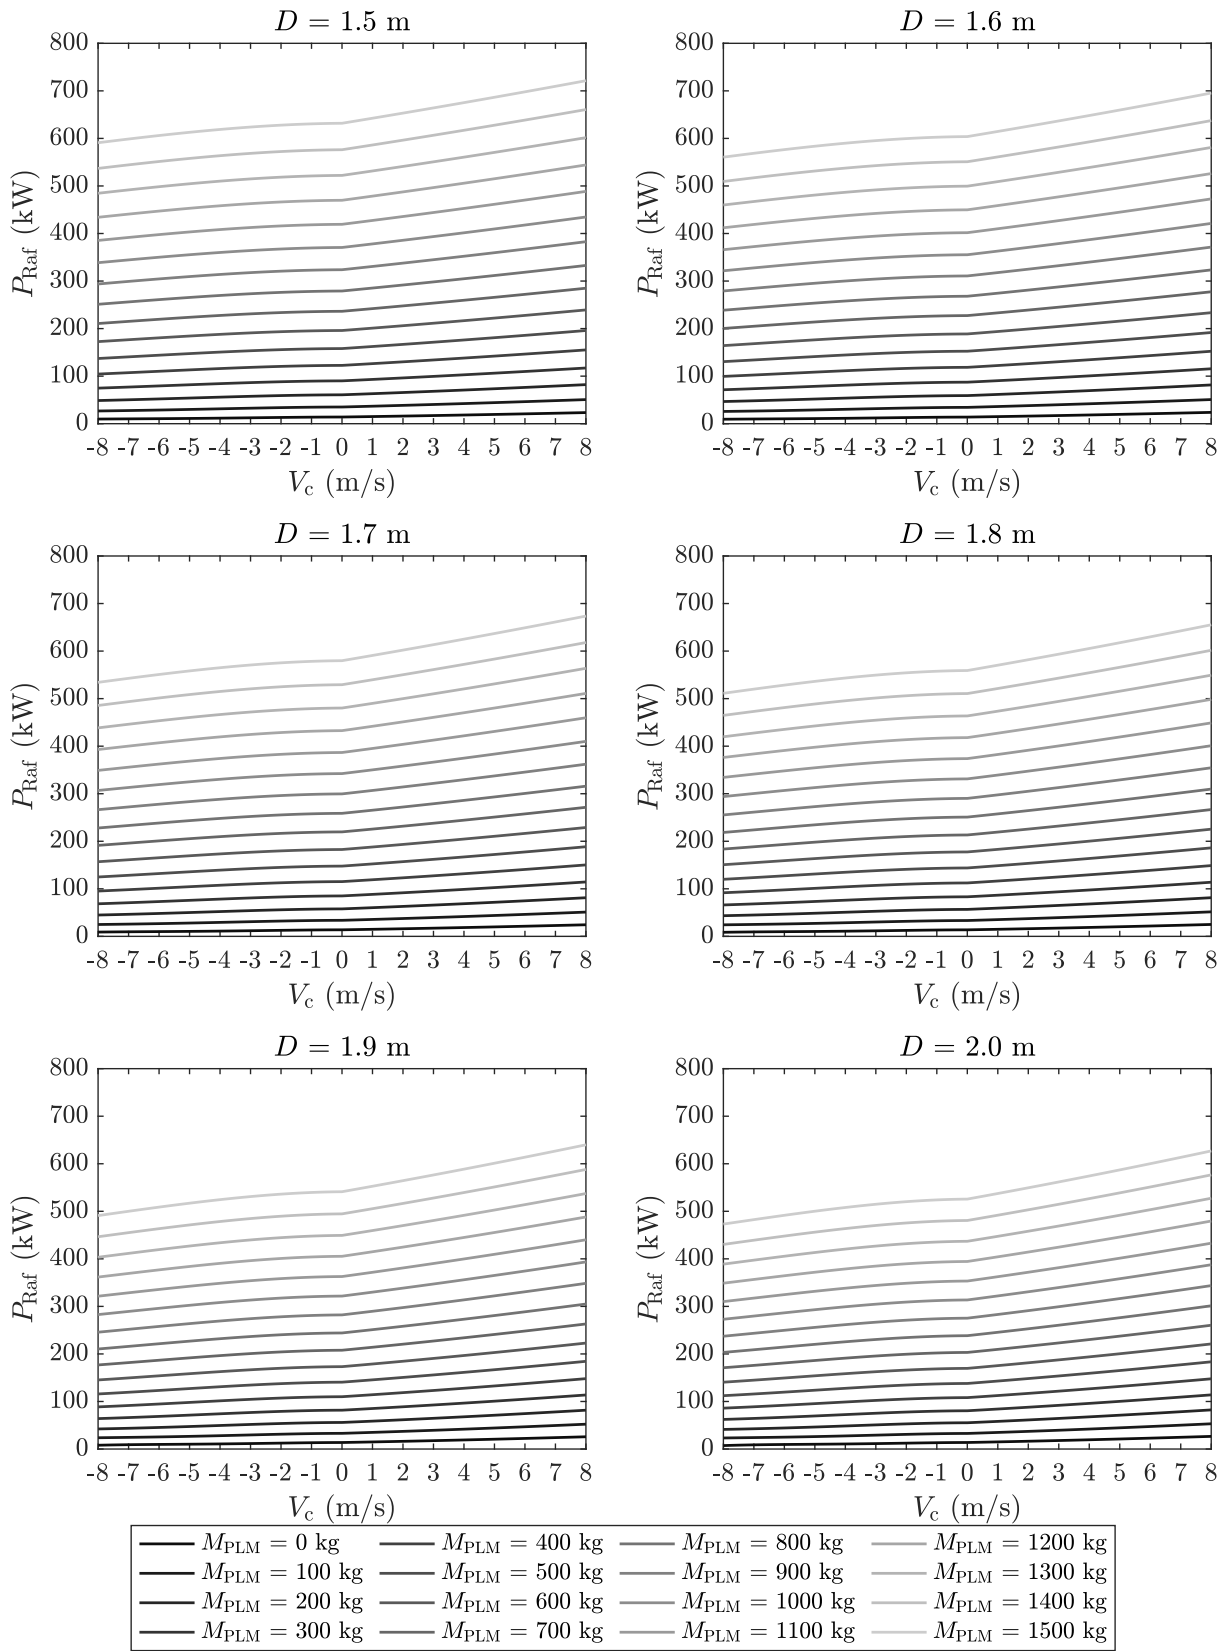 D = 1.5 m
800
700
600
500
400
300
200
100
0
P_Raf (kW)
-8 -7 -6 -5 -4 -3 -2 -1 0 1 2 3 4 5 6 7 8
V_c (m/s)
D = 1.6 m
800
700
600
500
400
300
200
100
0
P_Raf (kW)
-8 -7 -6 -5 -4 -3 -2 -1 0 1 2 3 4 5 6 7 8
V_c (m/s)
D = 1.7 m
800
700
600
500
400
300
200
100
0
P_Raf (kW)
-8 -7 -6 -5 -4 -3 -2 -1 0 1 2 3 4 5 6 7 8
V_c (m/s)
D = 1.8 m
800
700
600
500
400
300
200
100
0
P_Raf (kW)
-8 -7 -6 -5 -4 -3 -2 -1 0 1 2 3 4 5 6 7 8
V_c (m/s)
D = 1.9 m
800
700
600
500
400
300
200
100
0
P_Raf (kW)
-8 -7 -6 -5 -4 -3 -2 -1 0 1 2 3 4 5 6 7 8
V_c (m/s)
D = 2.0 m
800
700
600
500
400
300
200
100
0
P_Raf (kW)
-8 -7 -6 -5 -4 -3 -2 -1 0 1 2 3 4 5 6 7 8
V_c (m/s)
M_PLM = 0 kg
M_PLM = 100 kg
M_PLM = 200 kg
M_PLM = 300 kg
M_PLM = 400 kg
M_PLM = 500 kg
M_PLM = 600 kg
M_PLM = 700 kg
M_PLM = 800 kg
M_PLM = 900 kg
M_PLM = 1000 kg
M_PLM = 1100 kg
M_PLM = 1200 kg
M_PLM = 1300 kg
M_PLM = 1400 kg
M_PLM = 1500 kg